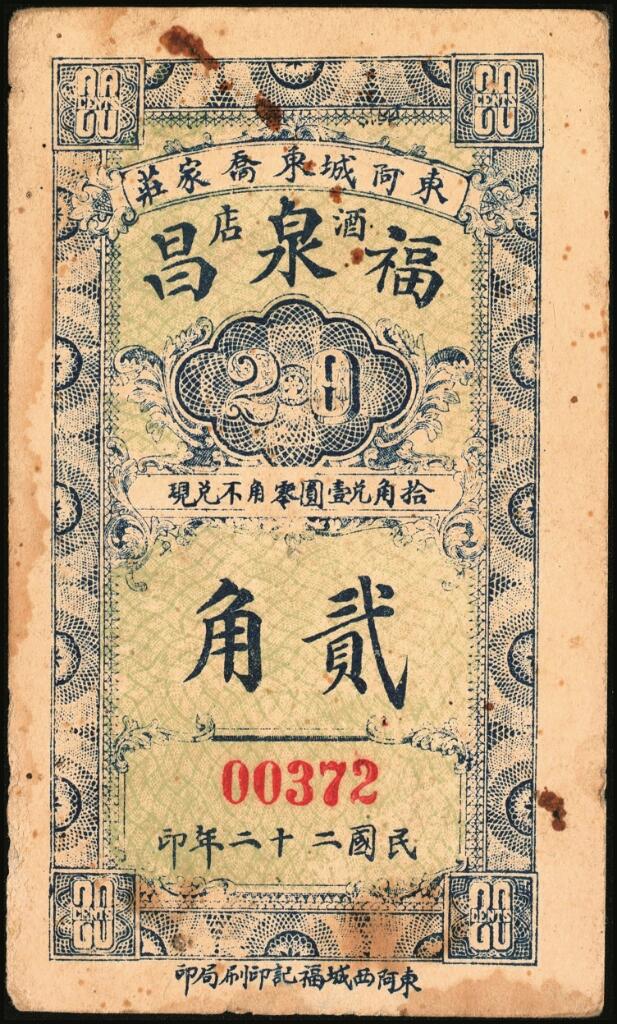 20 CENTS 20 CENTS
東阿城東喬家莊
酒店
福泉昌
20
拾角兑壹圓零角不兑現
貳角
00372
民國二十二年印
20 CENTS 20 CENTS
東阿西城福記印刷局印